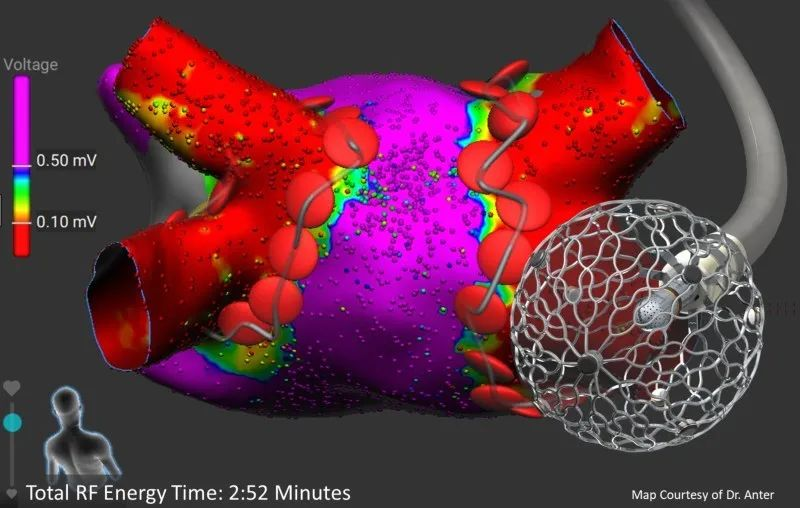 Voltage
0.50 mV
0.10 mV
Total RF Energy Time: 2:52 Minutes
Map Courtesy of Dr. Anter